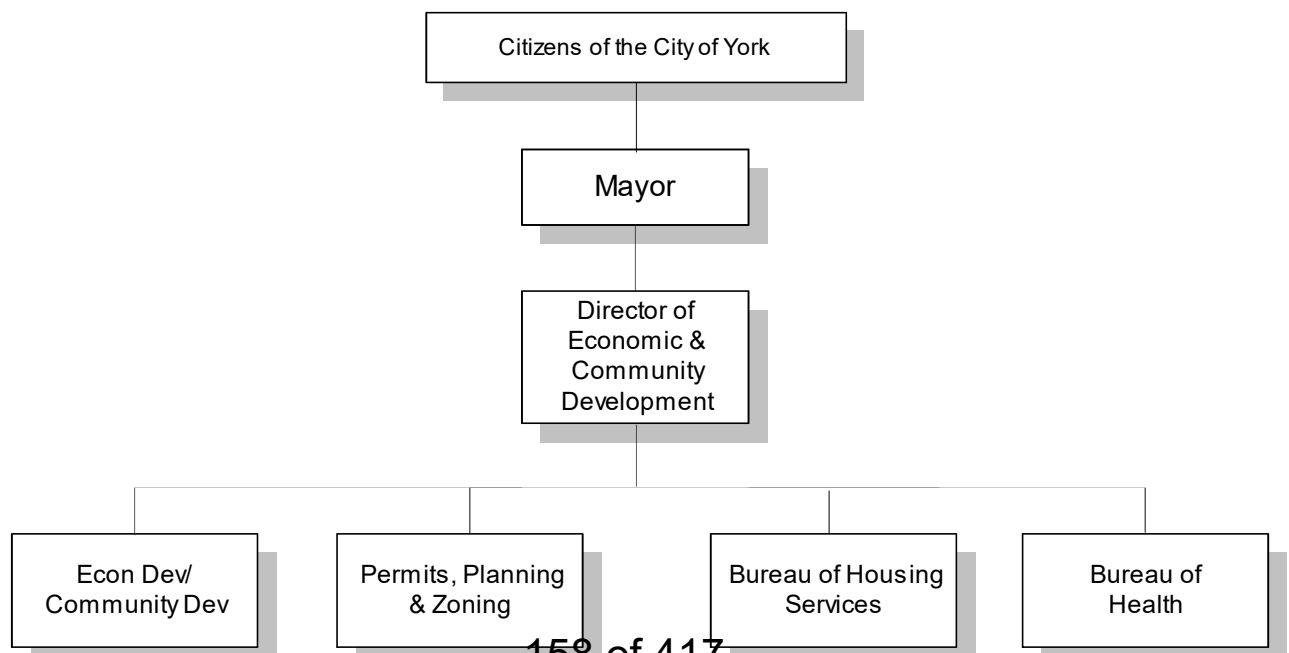 Citizens of the City of York
Mayor
Director of
Economic &
Community
Development
Econ Dev/
Community Dev
Permits, Planning
& Zoning
Bureau of Housing
Services
Bureau of
Health
158 of 417